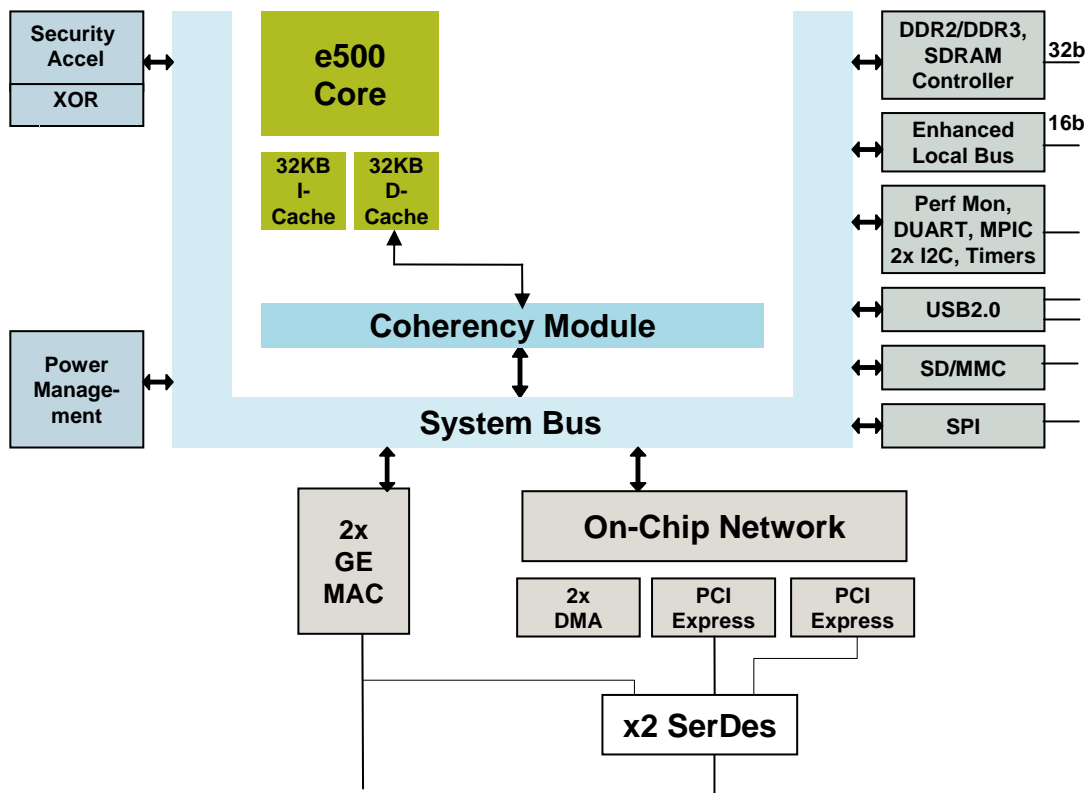 Security
Accel
XOR
Power
Manage-
ment
e500
Core
32KB
I-
Cache
32KB
D-
Cache
Coherency Module
System Bus
DDR2/DDR3,
SDRAM
Controller
32b
Enhanced
Local Bus
16b
Perf Mon,
DUART, MPIC
2x I2C, Timers
USB2.0
SD/MMC
SPI
2x
GE
MAC
On-Chip Network
2x
DMA
PCI
Express
PCI
Express
x2 SerDes